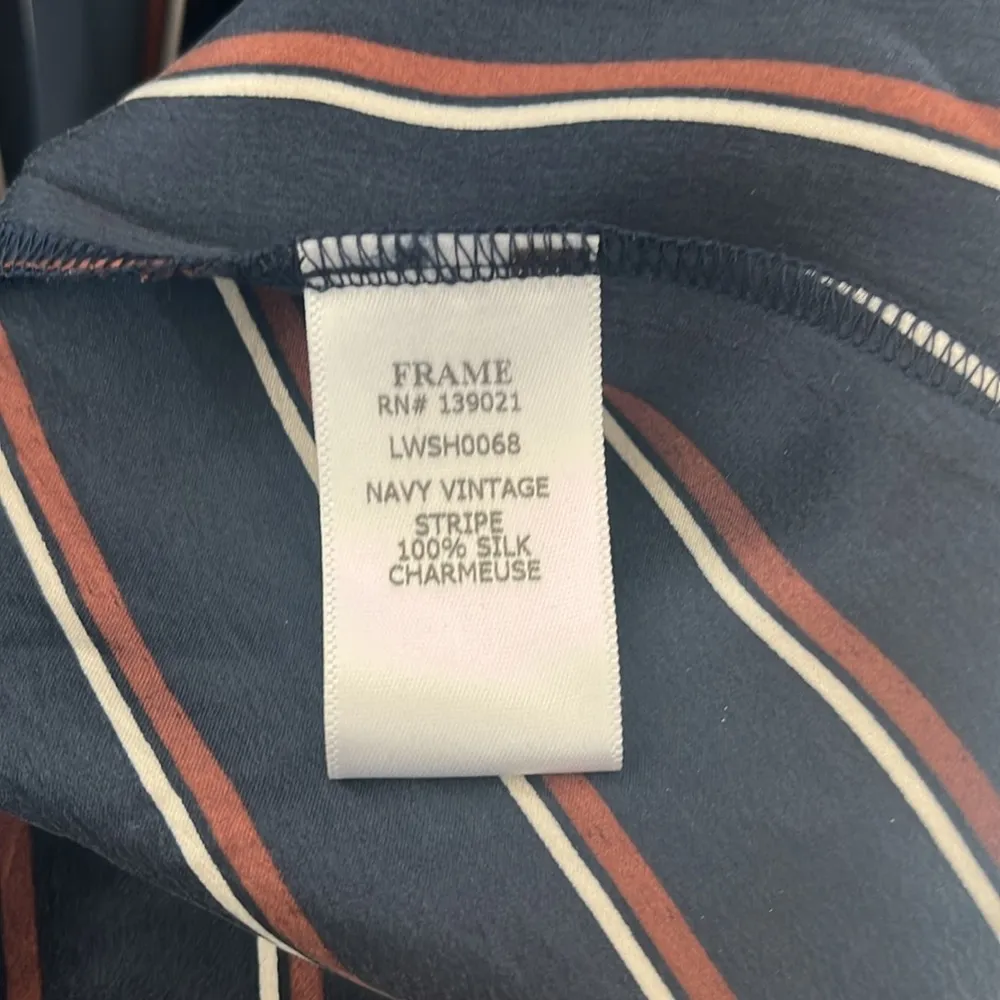 FRAME
RN# 139021
LWSH0068
NAVY VINTAGE
STRIPE
100% SILK
CHARMEUSE